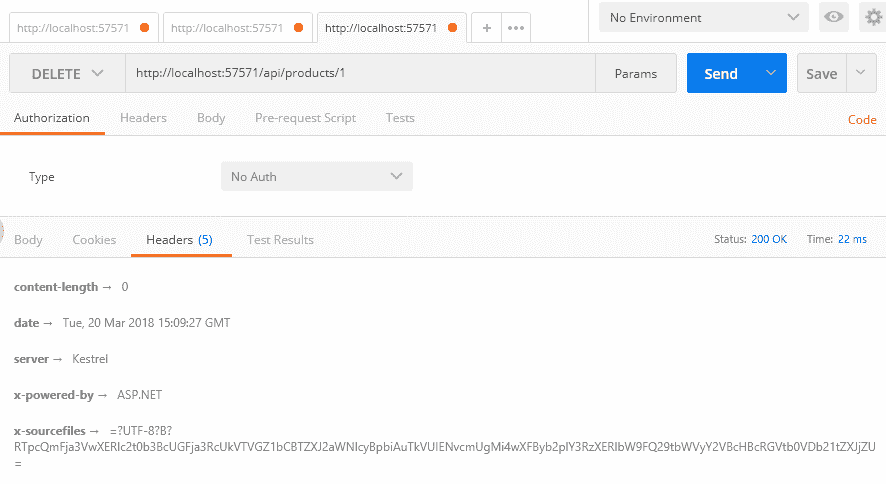 http://localhost:57571 http://localhost:57571 http://localhost:57571 + ••• No Environment
DELETE http://localhost:57571/api/products/1 Params Send Save
Authorization Headers Body Pre-request Script Tests Code
Type No Auth
Body Cookies Headers (5) Test Results Status: 200 OK Time: 22 ms
content-length → 0
date → Tue, 20 Mar 2018 15:09:27 GMT
server → Kestrel
x-powered-by → ASP.NET
x-sourcefiles → =?UTF-8?B?
RTpcQmFja3VwXERlc2t0b3BcUGFja3RcUkVTVGZ1bCBTZXJ2aWNlcyBpbiAuTkVUIENvcmUgMi4wXFByb2plY3RzXERlbW9FQ29tbWVyY2VBcHBcRGVtb0VDb21tZXJjZU
=